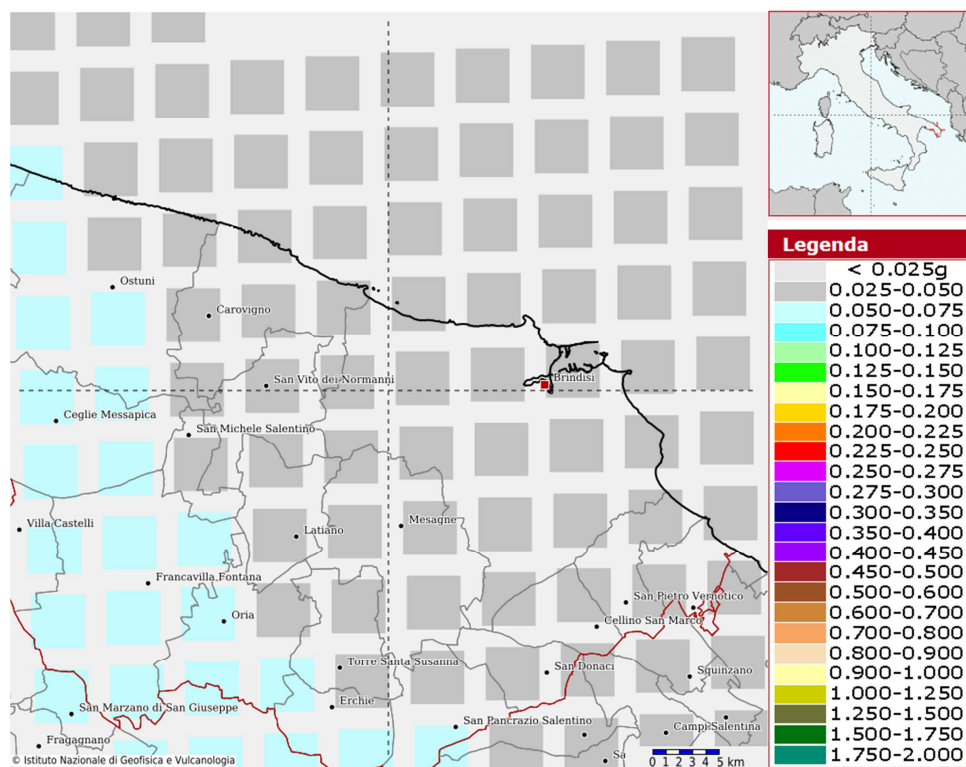 Ostuni
Carovigno
San Vito dei Normanni
Brindisi
Ceglie Messapica
San Michele Salentino
Villa Castelli
Latiano
Mesagne
Francavilla Fontana
Oria
San Pietro Vernotico
Cellino San Marco
Torre Santa Susanna
San Donaci
Squinzano
San Marzano di San Giuseppe
Erchie
San Pancrazio Salentino
Campi Salentina
Fragagnano
Sa
© Istituto Nazionale di Geofisica e Vulcanologia
0 1 2 3 4 5 km
Legenda
< 0.025g
0.025-0.050
0.050-0.075
0.075-0.100
0.100-0.125
0.125-0.150
0.150-0.175
0.175-0.200
0.200-0.225
0.225-0.250
0.250-0.275
0.275-0.300
0.300-0.350
0.350-0.400
0.400-0.450
0.450-0.500
0.500-0.600
0.600-0.700
0.700-0.800
0.800-0.900
0.900-1.000
1.000-1.250
1.250-1.500
1.500-1.750
1.750-2.000